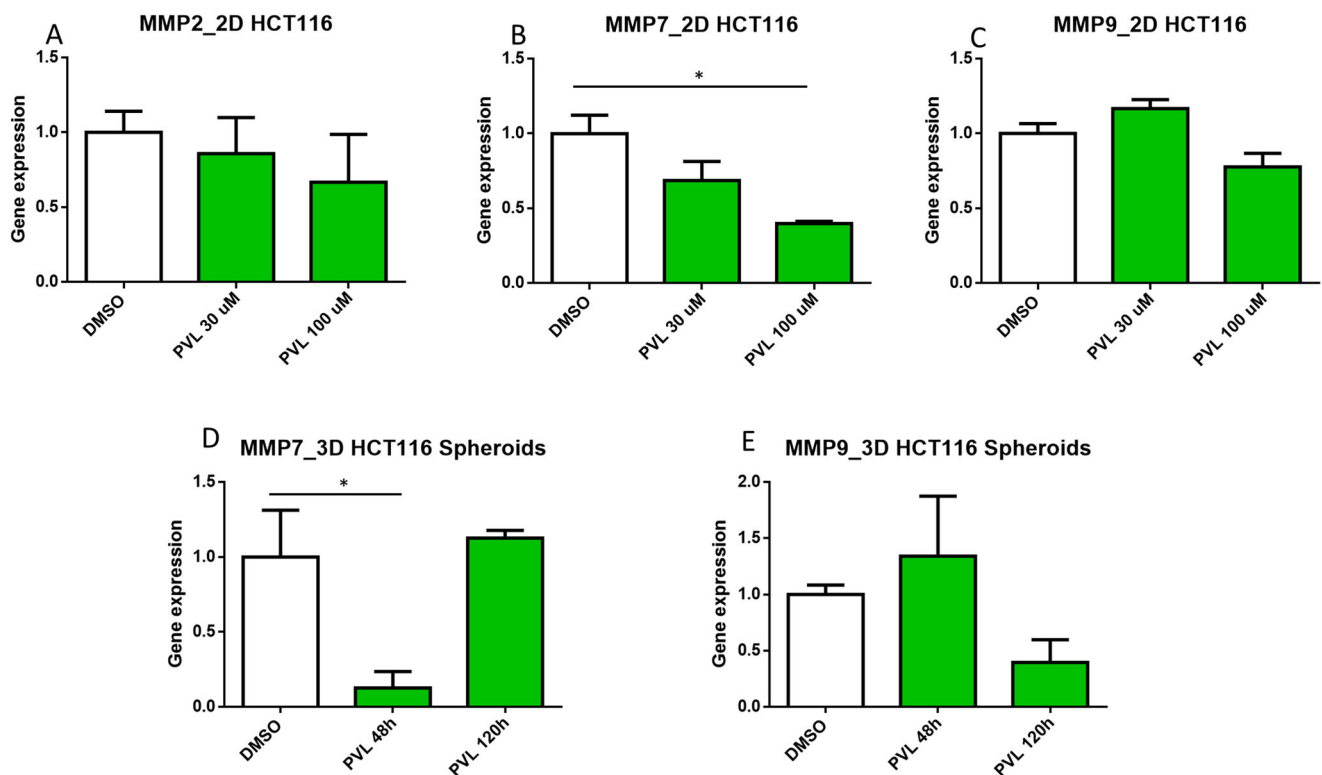 A
MMP2_2D HCT116
Gene expression
1.5
1.0
0.5
0.0
DMSO
PVL 30 uM
PVL 100 uM
B
MMP7_2D HCT116
Gene expression
1.5
1.0
0.5
0.0
*
DMSO
PVL 30 uM
PVL 100 uM
C
MMP9_2D HCT116
Gene expression
1.5
1.0
0.5
0.0
DMSO
PVL 30 uM
PVL 100 uM
D
MMP7_3D HCT116 Spheroids
Gene expression
1.5
1.0
0.5
0.0
*
DMSO
PVL 48h
PVL 120h
E
MMP9_3D HCT116 Spheroids
Gene expression
2.0
1.5
1.0
0.5
0.0
DMSO
PVL 48h
PVL 120h